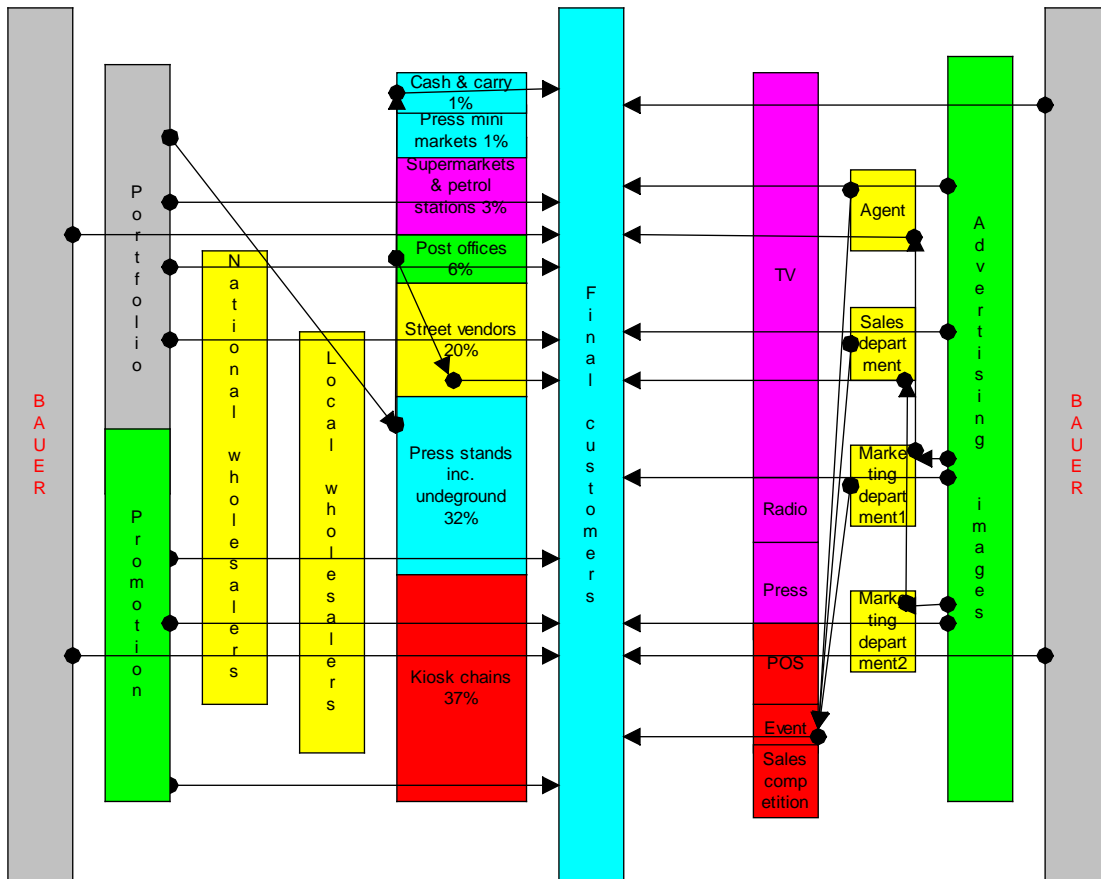 BAUER
Portfolio
Promotion
National wholesalers
Local wholesalers
Cash & carry
1%
Press mini
markets 1%
Supermarkets
& petrol
stations 3%
Post offices
6%
Street vendors
20%
Press stands
inc.
undeground
32%
Kiosk chains
37%
Final customers
TV
Radio
Press
POS
Event
Sales
comp
etition
Agent
Sales
depart
ment
Marke
ting
depart
ment1
Marke
ting
depart
ment2
Advertising images
BAUER